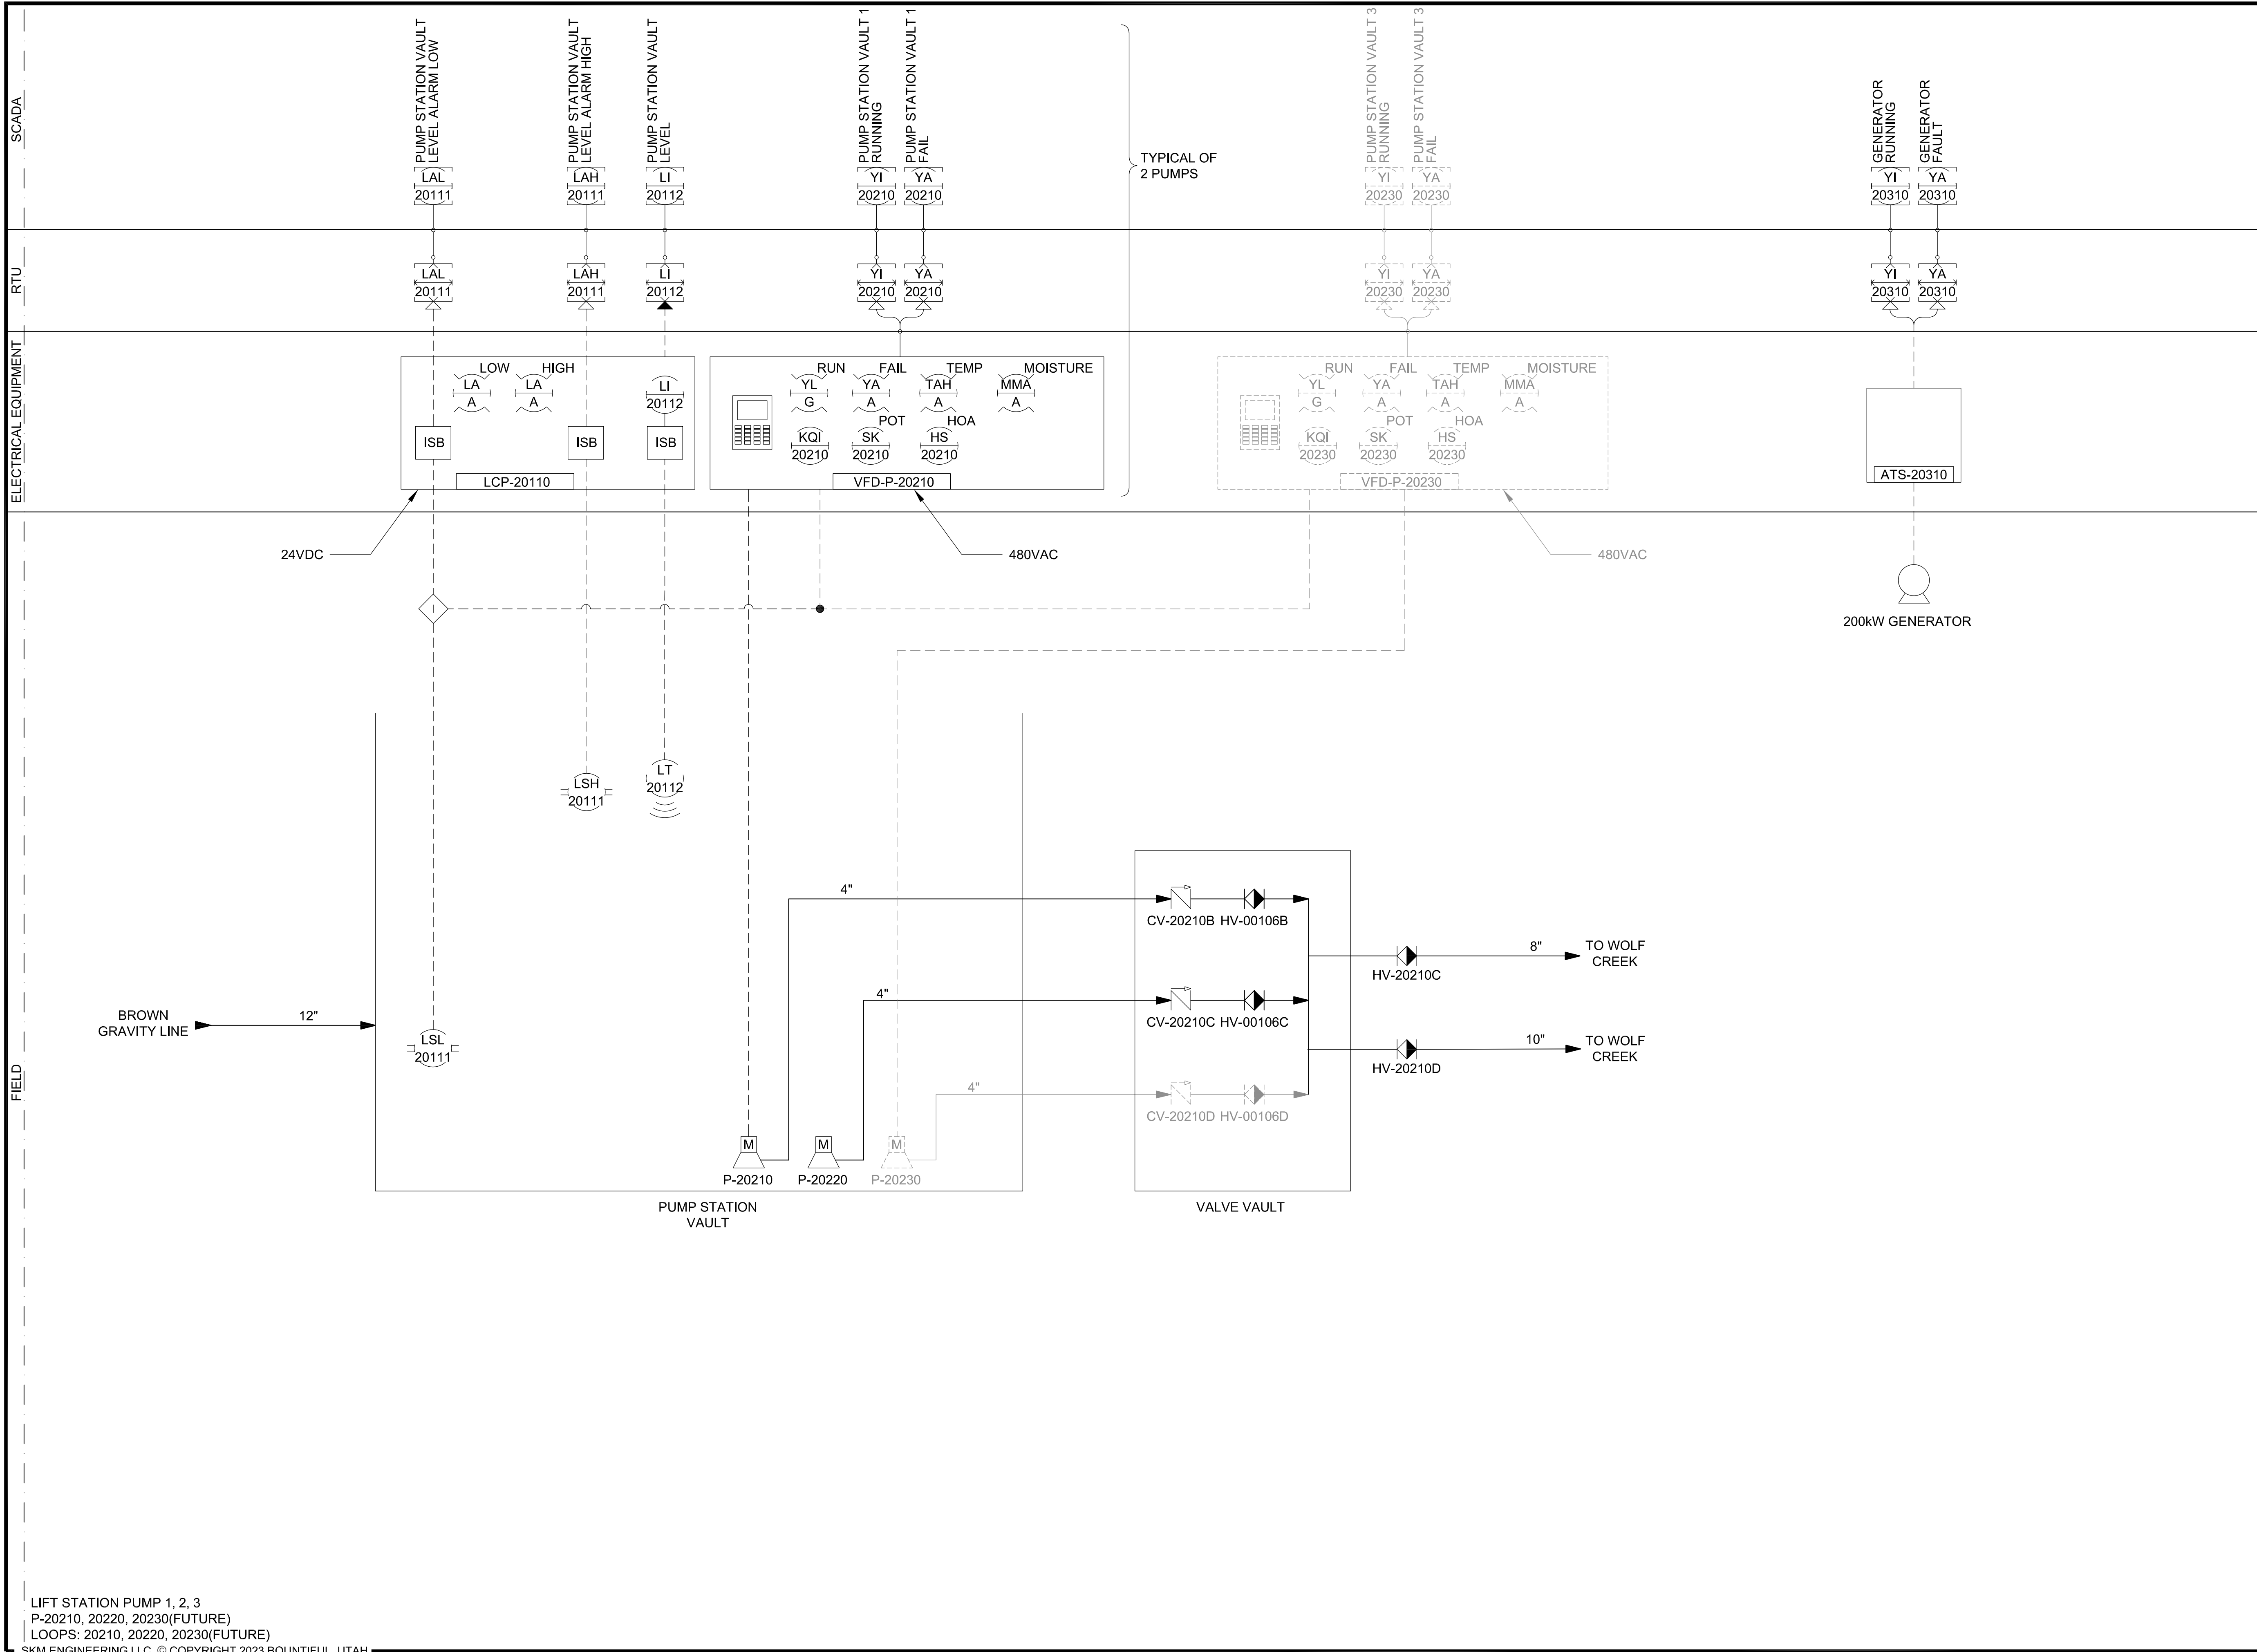 SCADA
PUMP STATION VAULT
LEVEL ALARM LOW
PUMP STATION VAULT
LEVEL ALARM HIGH
PUMP STATION VAULT
LEVEL
PUMP STATION VAULT 1
RUNNING
PUMP STATION VAULT 1
FAIL
PUMP STATION VAULT 3
RUNNING
PUMP STATION VAULT 3
FAIL
GENERATOR
RUNNING
GENERATOR
FAULT
TYPICAL OF
2 PUMPS
LAL
20111
LAH
20111
LI
20112
YI
20210
YA
20210
YI
20230
YA
20230
YI
20310
YA
20310
RTU
LAL
20111
LAH
20111
LI
20112
YI
20210
YA
20210
YI
20230
YA
20230
YI
20310
YA
20310
ELECTRICAL EQUIPMENT
LOW
LA
A
HIGH
LA
A
LI
20112
ISB
ISB
ISB
LCP-20110
RUN
YL
G
FAIL
YA
A
TEMP
TAH
A
MOISTURE
MMA
A
KQI
20210
POT
SK
20210
HOA
HS
20210
VFD-P-20210
RUN
YL
G
FAIL
YA
A
TEMP
TAH
A
MOISTURE
MMA
A
KQI
20230
POT
SK
20230
HOA
HS
20230
VFD-P-20230
ATS-20310
24VDC
480VAC
480VAC
200kW GENERATOR
FIELD
LSH
20111
LT
20112
LSL
20111
BROWN
GRAVITY LINE
12"
4"
4"
4"
CV-20210B HV-00106B
CV-20210C HV-00106C
CV-20210D HV-00106D
HV-20210C
8"
TO WOLF
CREEK
HV-20210D
10"
TO WOLF
CREEK
M
P-20210
M
P-20220
M
P-20230
PUMP STATION
VAULT
VALVE VAULT
LIFT STATION PUMP 1, 2, 3
P-20210, 20220, 20230(FUTURE)
LOOPS: 20210, 20220, 20230(FUTURE)
SKM ENGINEERING LLC. © COPYRIGHT 2023 BOUNTIFUL, UTAH